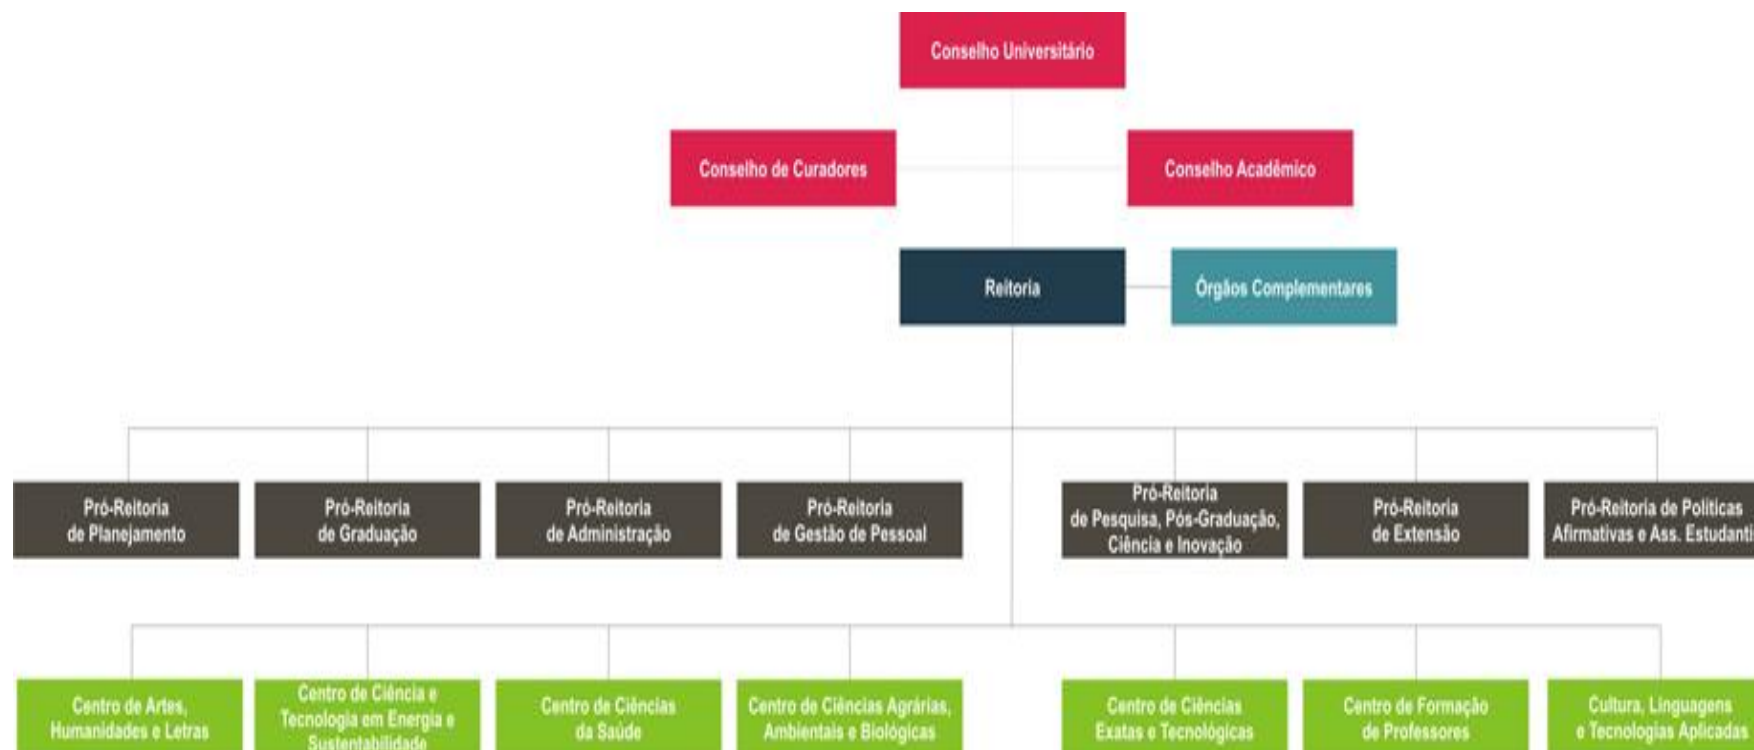 Conselho Universitário
Conselho de Curadores
Conselho Acadêmico
Reitoria
Órgãos Complementares
Pró-Reitoria
de Planejamento
Pró-Reitoria
de Graduação
Pró-Reitoria
de Administração
Pró-Reitoria
de Gestão de Pessoal
Pró-Reitoria
de Pesquisa, Pós-Graduação,
Ciência e Inovação
Pró-Reitoria
de Extensão
Pró-Reitoria de Políticas
Afirmativas e Ass. Estudanti
Centro de Artes,
Humanidades e Letras
Centro de Ciência e
Tecnologia em Energia e
Sustentabilidade
Centro de Ciências
da Saúde
Centro de Ciências Agrárias,
Ambientais e Biológicas
Centro de Ciências
Exatas e Tecnológicas
Centro de Formação
de Professores
Cultura, Linguagens
e Tecnologias Aplicadas